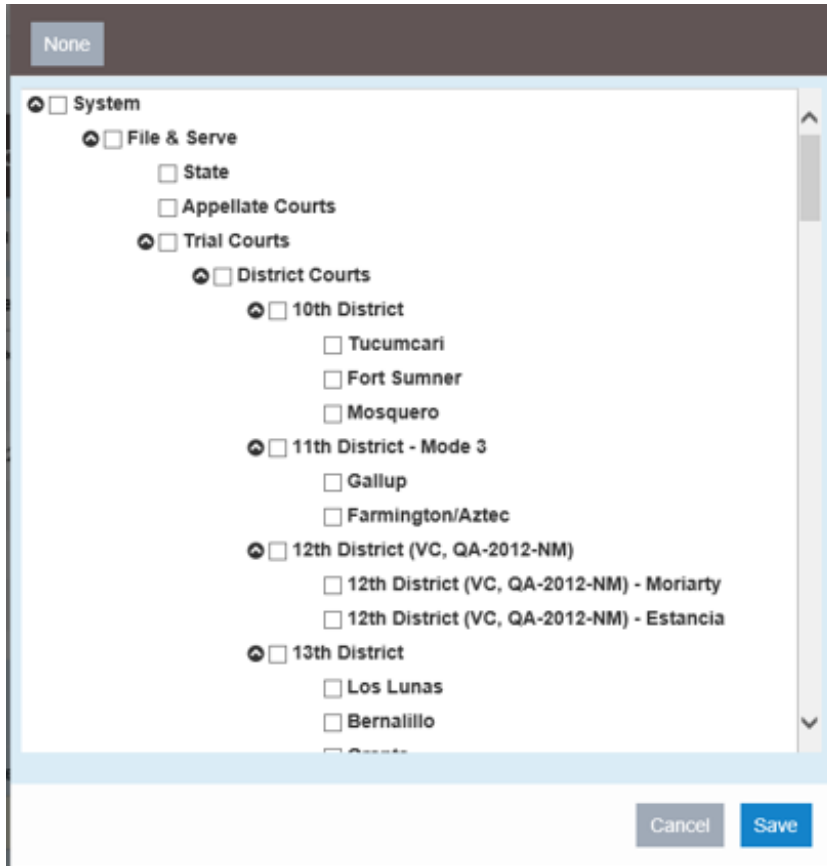 None
System
File & Serve
State
Appellate Courts
Trial Courts
District Courts
10th District
Tucumcari
Fort Sumner
Mosquero
11th District - Mode 3
Gallup
Farmington/Aztec
12th District (VC, QA-2012-NM)
12th District (VC, QA-2012-NM) - Moriarty
12th District (VC, QA-2012-NM) - Estancia
13th District
Los Lunas
Bernalillo
Cancel Save